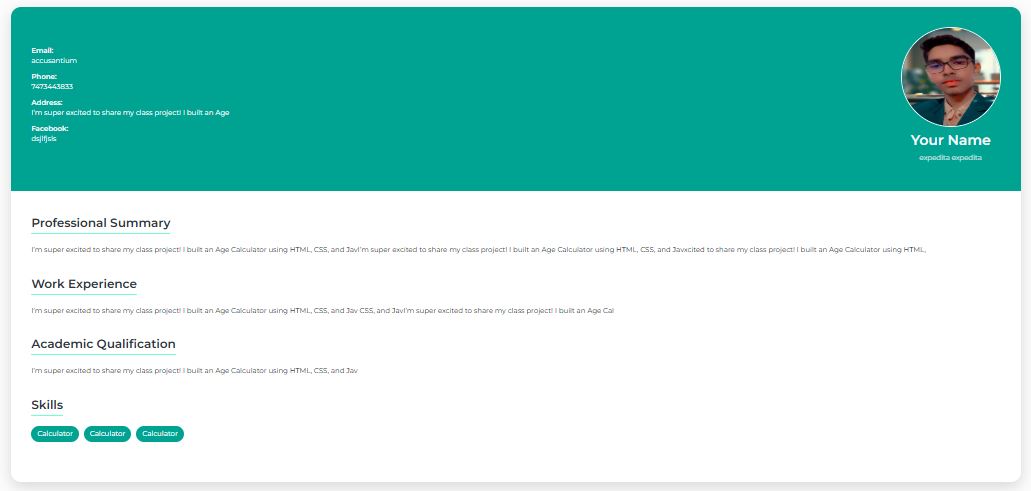 Email:
accusantium
Phone:
7473443833
Address:
I'm super excited to share my class project! I built an Age
Facebook:
dsjlfjsls
Your Name
expedita expedita
Professional Summary
I'm super excited to share my class project! I built an Age Calculator using HTML, CSS, and JavI'm super excited to share my class project! I built an Age Calculator using HTML, CSS, and Javxcited to share my class project! I built an Age Calculator using HTML,
Work Experience
I'm super excited to share my class project! I built an Age Calculator using HTML, CSS, and Jav CSS, and JavI'm super excited to share my class project! I built an Age Cal
Academic Qualification
I'm super excited to share my class project! I built an Age Calculator using HTML, CSS, and Jav
Skills
Calculator Calculator Calculator